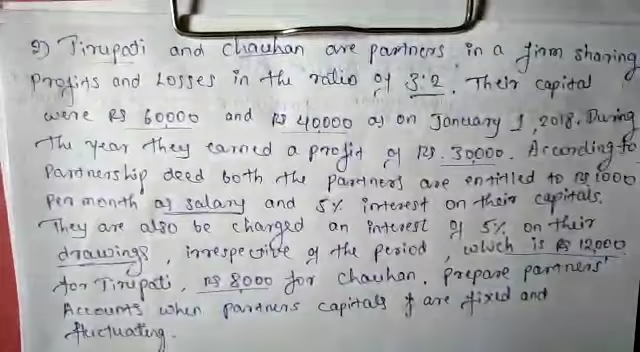 9) Tirupati and chauhan are partners in a firm sharing
Profits and Losses in the ratio of 3:2. Their capital
were RS 60000 and RS 40000 as on January 1, 2018. During
The year they earned a profit of RS. 30000. According to
Partnership deed both the partners are entitled to RS 1000
Per month as salary and 5% interest on their capitals.
They are also be charged an interest of 5% on their
drawings, irrespective of the period, which is RS 12,000
for Tirupati, RS 8000 for chauhan. Prepare partners'
Accounts when partners capitals are fixed and
fluctuating.